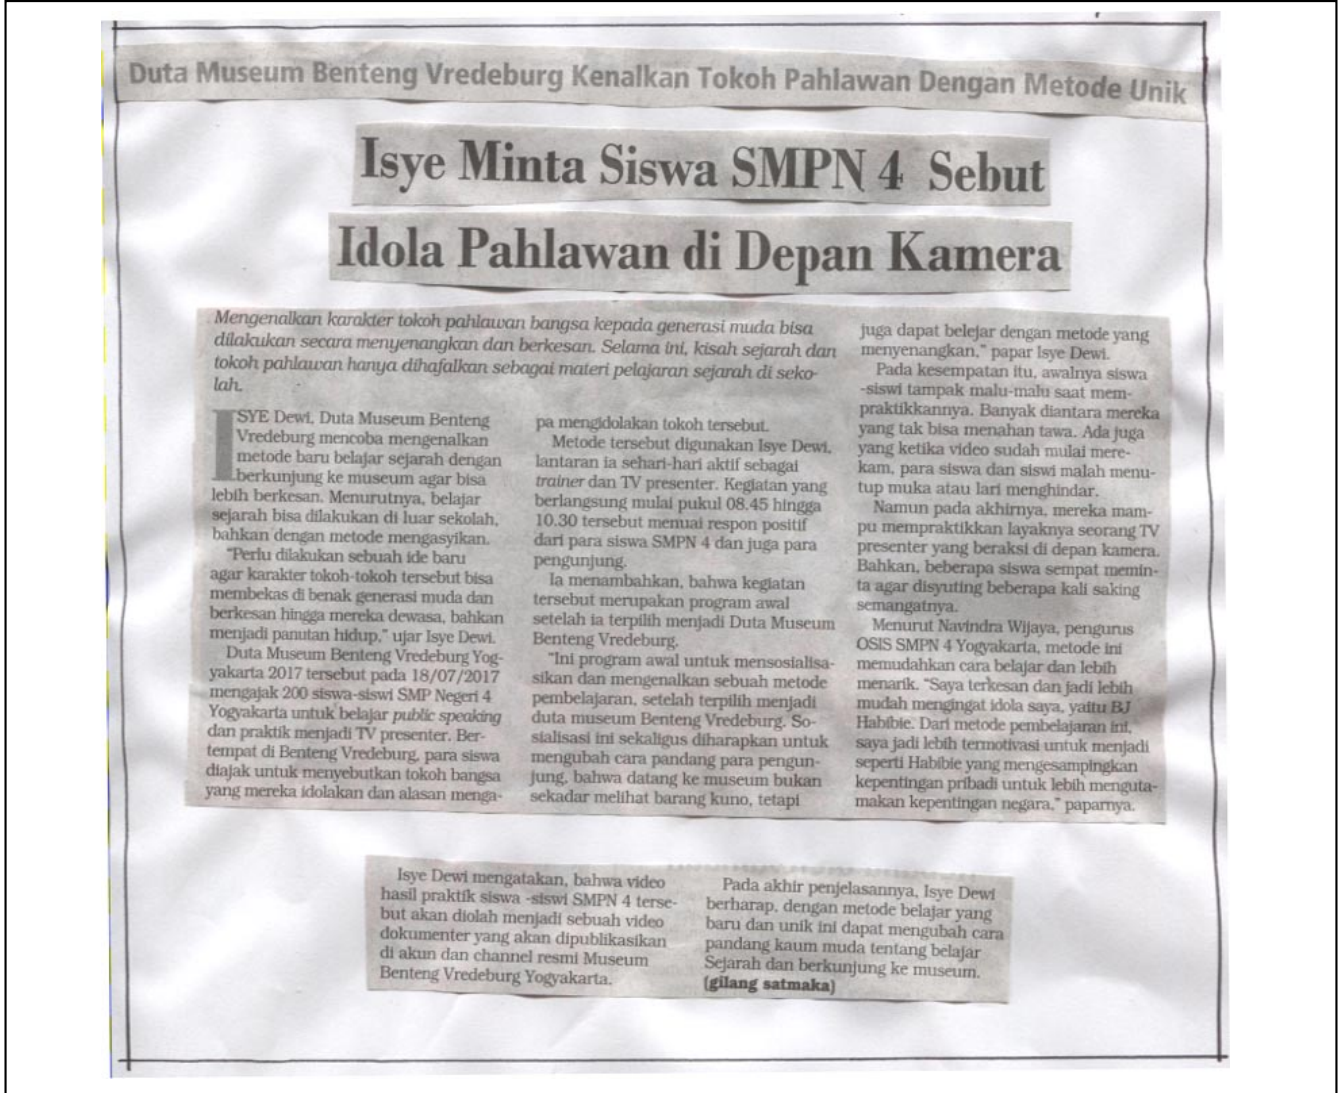 Duta Museum Benteng Vredeburg Kenalkan Tokoh Pahlawan Dengan Metode Unik
Isye Minta Siswa SMPN 4 Sebut
Idola Pahlawan di Depan Kamera
Mengenalkan karakter tokoh pahlawan bangsa kepada generasi muda bisa
dilakukan secara menyenangkan dan berkesan. Selama ini, kisah sejarah dan
tokoh pahlawan hanya dihafalkan sebagai materi pelajaran sejarah di seko-
lah.
ISYE Dewi, Duta Museum Benteng
Vredeburg mencoba mengenalkan
metode baru belajar sejarah dengan
berkunjung ke museum agar bisa
lebih berkesan. Menurutnya, belajar
sejarah bisa dilakukan di luar sekolah,
bahkan dengan metode mengasyikan.
"Perlu dilakukan sebuah ide baru
agar karakter tokoh-tokoh tersebut bisa
membekas di benak generasi muda dan
berkesan hingga mereka dewasa, bahkan
menjadi panutan hidup," ujar Isye Dewi.
Duta Museum Benteng Vredeburg Yog-
yakarta 2017 tersebut pada 18/07/2017
mengajak 200 siswa-siswi SMP Negeri 4
Yogyakarta untuk belajar public speaking
dan praktik menjadi TV presenter. Ber-
tempat di Benteng Vredeburg, para siswa
diajak untuk menyebutkan tokoh bangsa
yang mereka idolakan dan alasan menga-
pa mengidolakan tokoh tersebut.
Metode tersebut digunakan Isye Dewi,
lantaran ia sehari-hari aktif sebagai
trainer dan TV presenter. Kegiatan yang
berlangsung mulai pukul 08.45 hingga
10.30 tersebut menuai respon positif
dari para siswa SMPN 4 dan juga para
pengunjung.
Ia menambahkan, bahwa kegiatan
tersebut merupakan program awal
setelah ia terpilih menjadi Duta Museum
Benteng Vredeburg.
"Ini program awal untuk mensosialisa-
sikan dan mengenalkan sebuah metode
pembelajaran, setelah terpilih menjadi
duta museum Benteng Vredeburg. So-
sialisasi ini sekaligus diharapkan untuk
mengubah cara pandang para pengun-
jung, bahwa datang ke museum bukan
sekadar melihat barang kuno, tetapi
juga dapat belejar dengan metode yang
menyenangkan," papar Isye Dewi.
Pada kesempatan itu, awalnya siswa
-siswi tampak malu-malu saat mem-
praktikkannya. Banyak diantara mereka
yang tak bisa menahan tawa. Ada juga
yang ketika video sudah mulai mere-
kam, para siswa dan siswi malah menu-
tup muka atau lari menghindar.
Namun pada akhirnya, mereka mam-
pu mempraktikkan layaknya seorang TV
presenter yang beraksi di depan kamera.
Bahkan, beberapa siswa sempat memin-
ta agar disyuting beberapa kali saking
semangatnya.
Menurut Navindra Wijaya, pengurus
OSIS SMPN 4 Yogyakarta, metode ini
memudahkan cara belajar dan lebih
menarik. "Saya terkesan dan jadi lebih
mudah mengingat idola saya, yaitu BJ
Habibie. Dari metode pembelajaran ini,
saya jadi lebih termotivasi untuk menjadi
seperti Habibie yang mengesampingkan
kepentingan pribadi untuk lebih menguta-
makan kepentingan negara," paparnya.
Isye Dewi mengatakan, bahwa video
hasil praktik siswa -siswi SMPN 4 terse-
but akan diolah menjadi sebuah video
dokumenter yang akan dipublikasikan
di akun dan channel resmi Museum
Benteng Vredeburg Yogyakarta.
Pada akhir penjelasannya, Isye Dewi
berharap, dengan metode belajar yang
baru dan unik ini dapat mengubah cara
pandang kaum muda tentang belajar
Sejarah dan berkunjung ke museum.
(gilang satmaka)